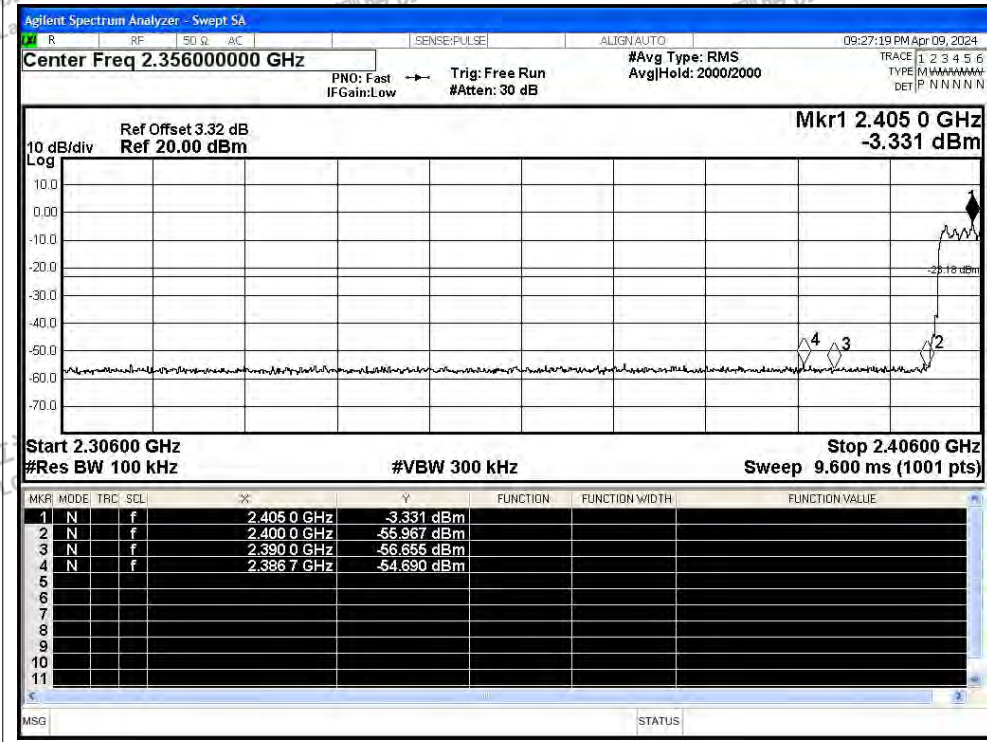 Agilent Spectrum Analyzer - Swept SA
R RF 50 Ω AC SENSE:PULSE ALIGN AUTO 09:27:19 PM Apr 09, 2024
Center Freq 2.356000000 GHz
PNO: Fast
IFGain:Low
Trig: Free Run
#Atten: 30 dB
#Avg Type: RMS
Avg|Hold: 2000/2000
TRACE 1 2 3 4 5 6
TYPE M
DET P N N N N N
Mkr1 2.405 0 GHz
-3.331 dBm
Ref Offset 3.32 dB
10 dB/div Ref 20.00 dBm
Log
10.0
0.00
-10.0
-20.0
-30.0
-40.0
-50.0
-60.0
-70.0
1
4
3
2
Start 2.30600 GHz Stop 2.40600 GHz
#Res BW 100 kHz #VBW 300 kHz Sweep 9.600 ms (1001 pts)
MKR MODE TRC SCL X Y FUNCTION FUNCTION WIDTH FUNCTION VALUE
1 N f 2.405 0 GHz -3.331 dBm
2 N f 2.400 0 GHz -55.967 dBm
3 N f 2.390 0 GHz -56.655 dBm
4 N f 2.386 7 GHz -54.690 dBm
5
6
7
8
9
10
11
MSG STATUS